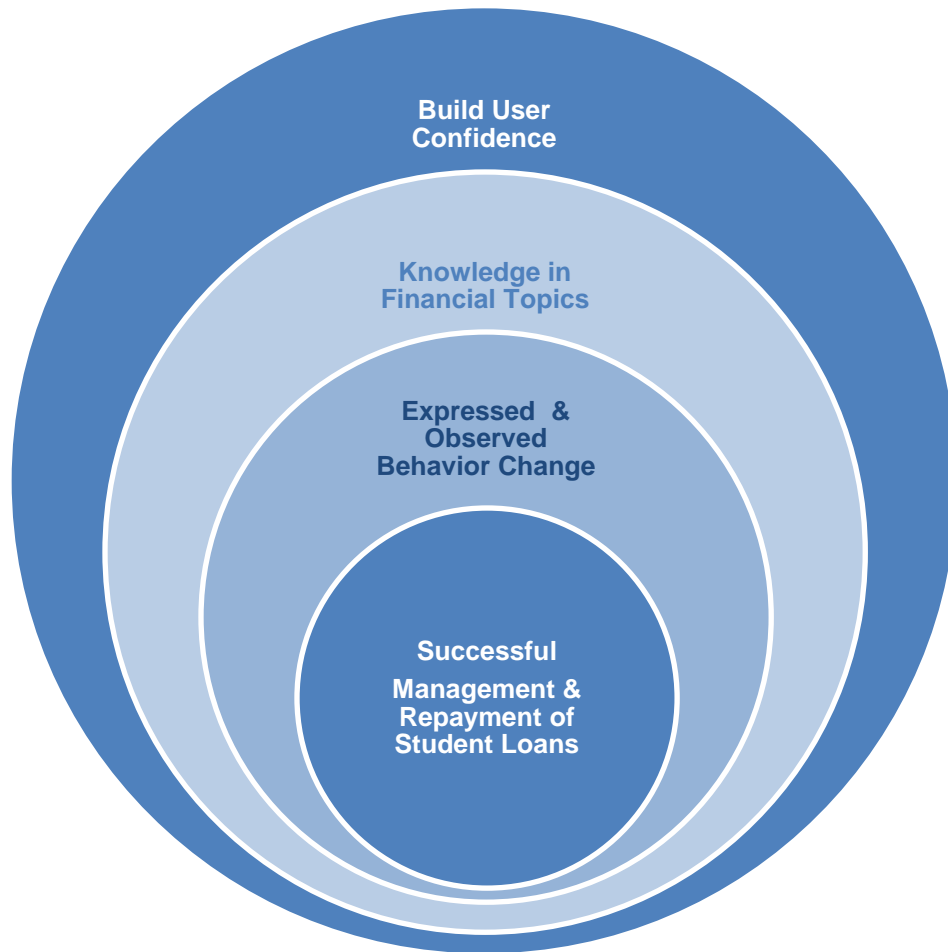 Build User
Confidence
Knowledge in
Financial Topics
Expressed &
Observed
Behavior Change
Successful
Management &
Repayment of
Student Loans